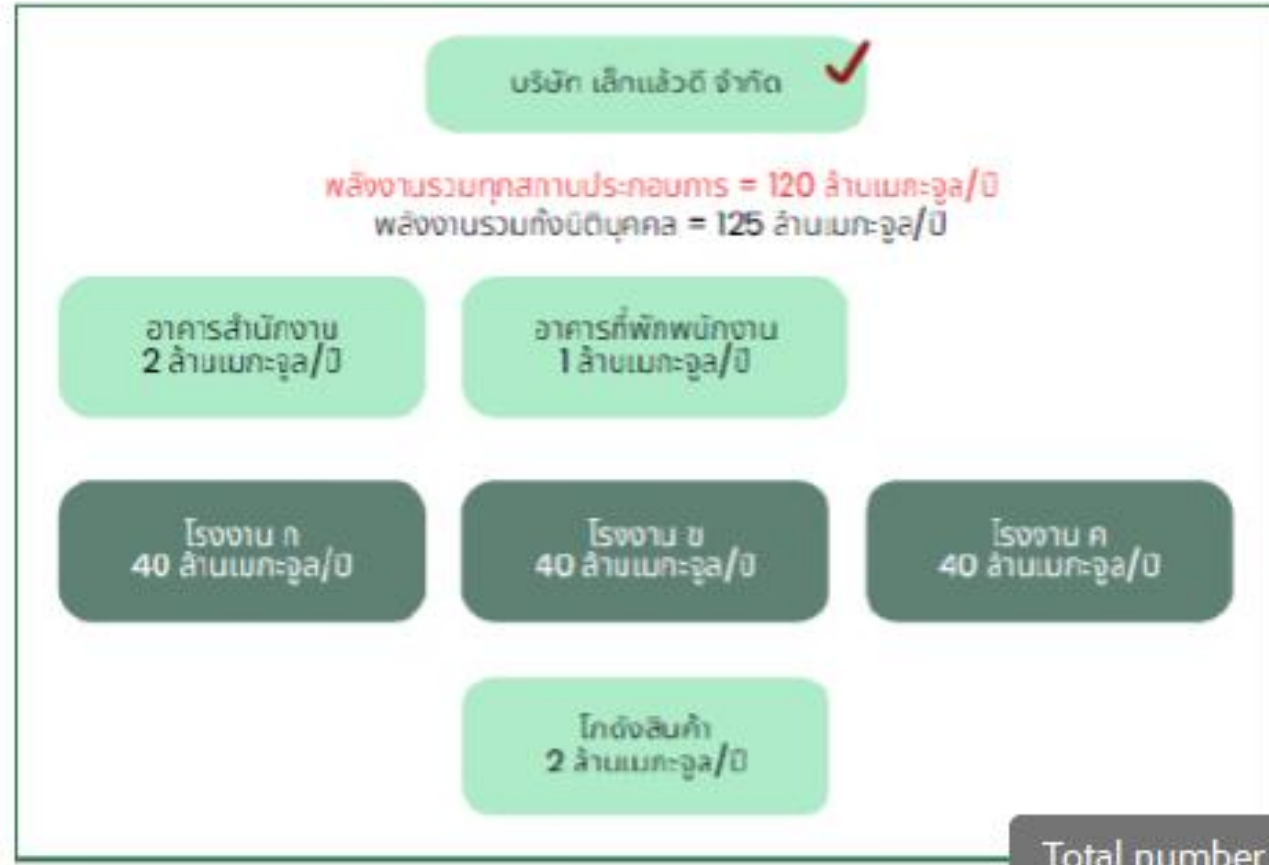 บริษัท เล็กแล้วดี จำกัด
พลังงานรวมทุกสถานประกอบการ = 120 ล้านเมกะจูล/ปี
พลังงานรวมทั้งนิติบุคคล = 125 ล้านเมกะจูล/ปี
อาคารสำนักงาน
2 ล้านเมกะจูล/ปี
อาคารที่พักพนักงาน
1 ล้านเมกะจูล/ปี
โรงงาน ก
40 ล้านเมกะจูล/ปี
โรงงาน ข
40 ล้านเมกะจูล/ปี
โรงงาน ค
40 ล้านเมกะจูล/ปี
โกดังสินค้า
2 ล้านเมกะจูล/ปี
Total number